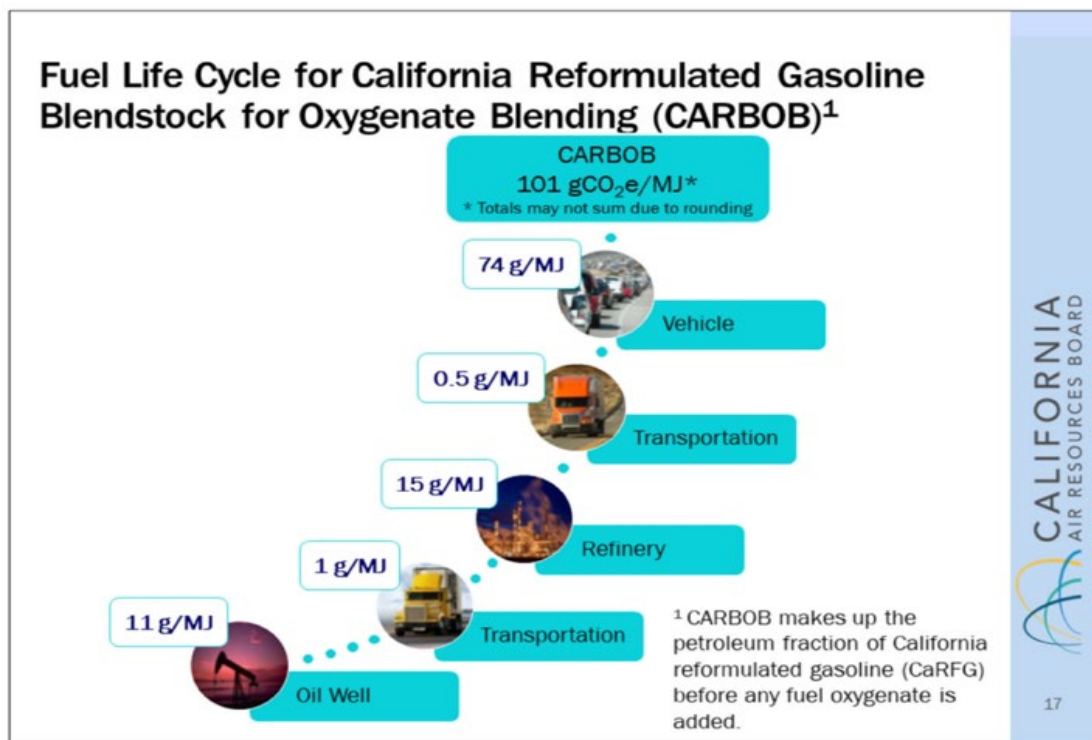 Fuel Life Cycle for California Reformulated Gasoline
Blendstock for Oxygenate Blending (CARBOB)¹
CARBOB
101 gCO₂e/MJ*
* Totals may not sum due to rounding
74 g/MJ
Vehicle
0.5 g/MJ
Transportation
15 g/MJ
Refinery
1 g/MJ
Transportation
11 g/MJ
Oil Well
¹ CARBOB makes up the
petroleum fraction of California
reformulated gasoline (CaRFG)
before any fuel oxygenate is
added.
CALIFORNIA
AIR RESOURCES BOARD
17